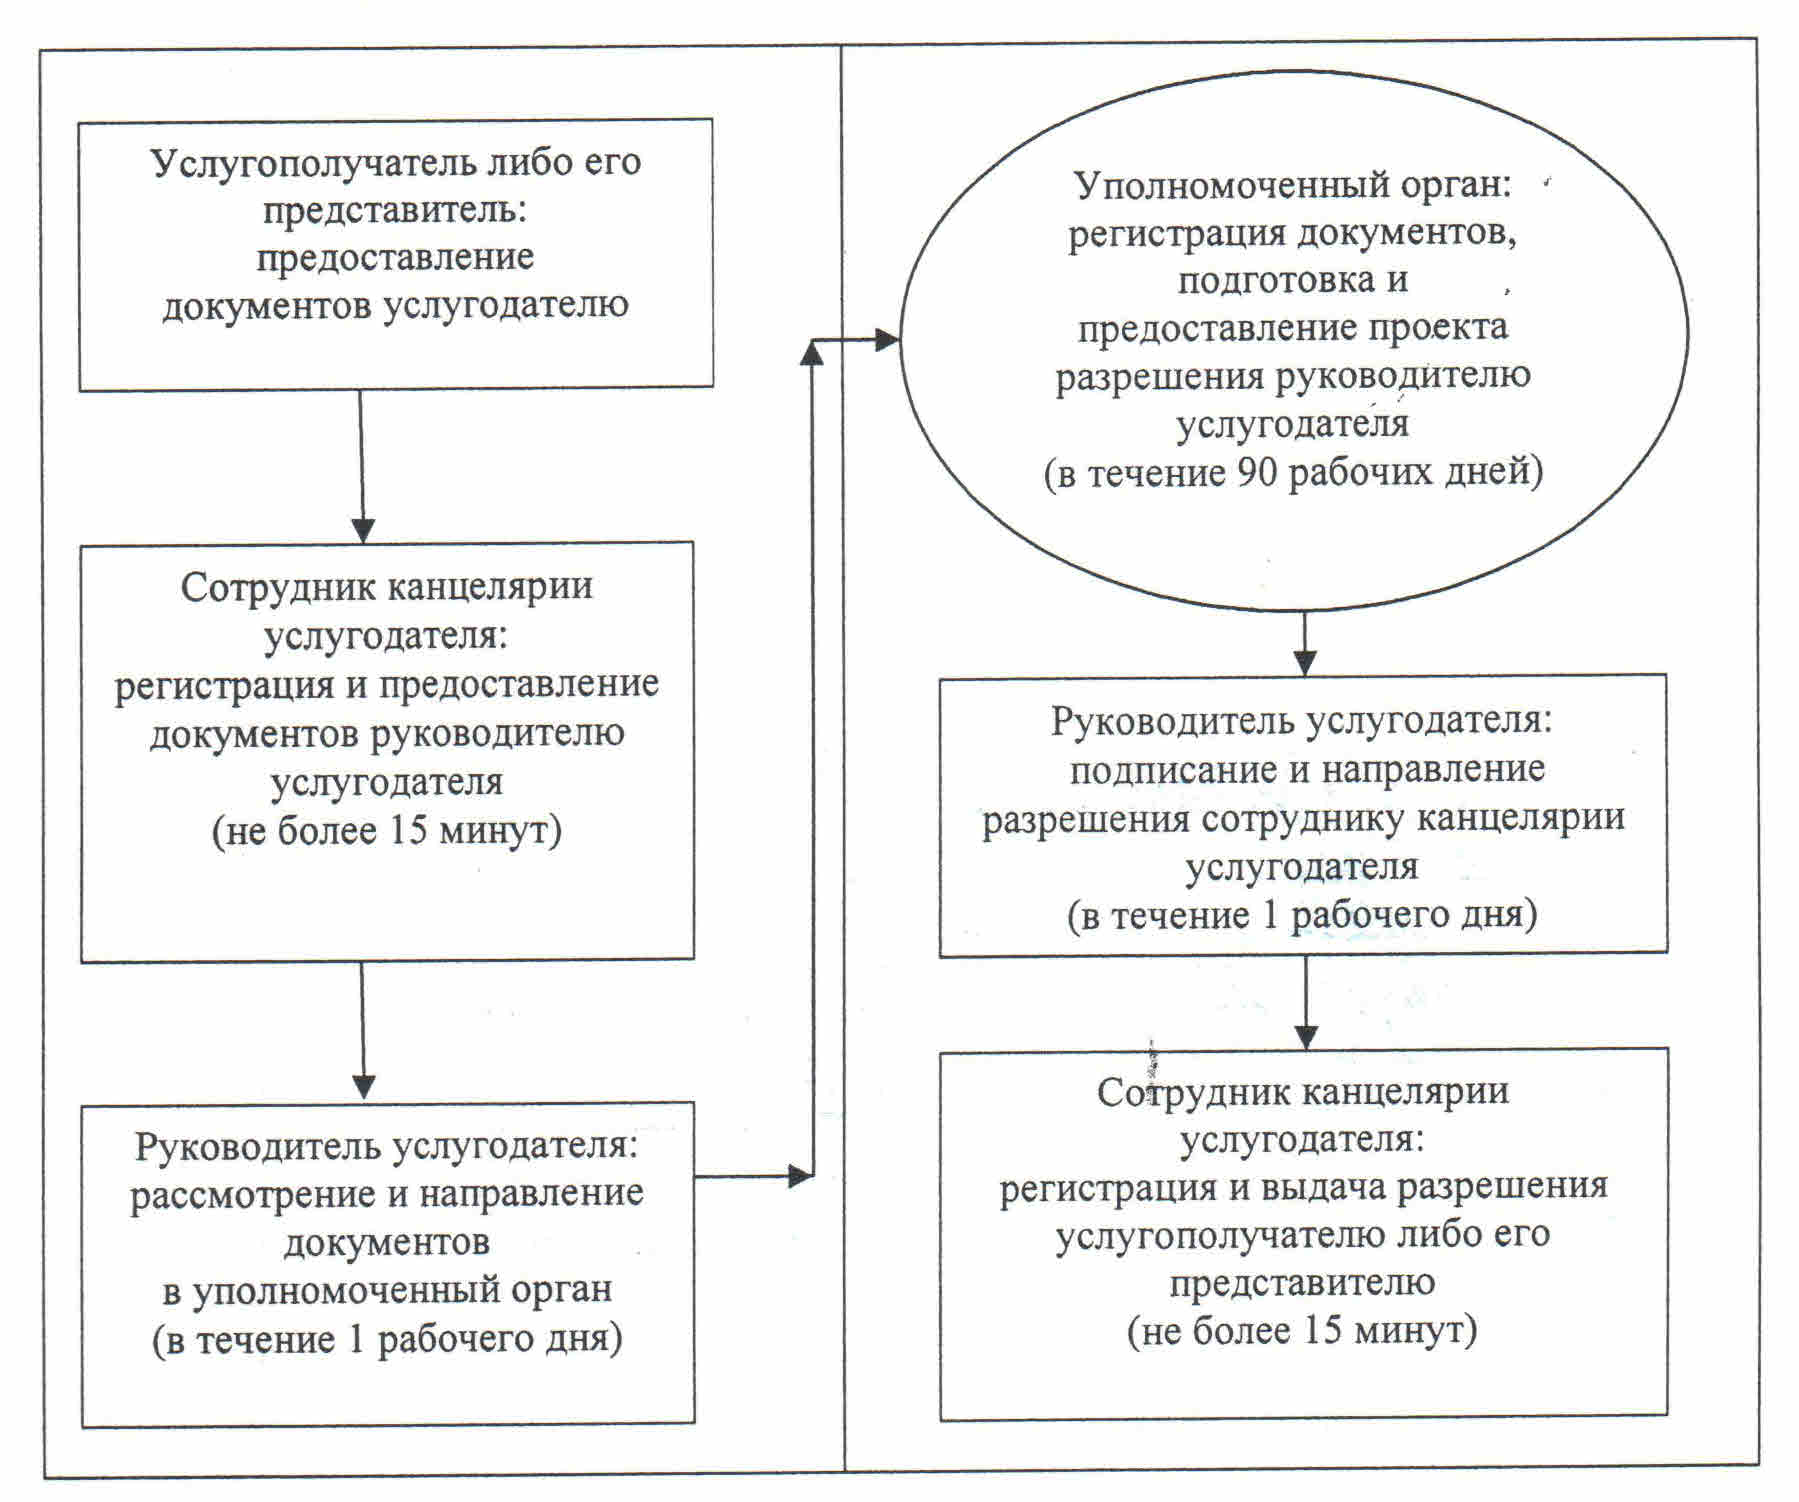 Услугополучатель либо его
представитель:
предоставление
документов услугодателю
Сотрудник канцелярии
услугодателя:
регистрация и предоставление
документов руководителю
услугодателя
(не более 15 минут)
Руководитель услугодателя:
рассмотрение и направление
документов
в уполномоченный орган
(в течение 1 рабочего дня)
Уполномоченный орган:
регистрация документов,
подготовка и
предоставление проекта
разрешения руководителю
услугодателя
(в течение 90 рабочих дней)
Руководитель услугодателя:
подписание и направление
разрешения сотруднику канцелярии
услугодателя
(в течение 1 рабочего дня)
Сотрудник канцелярии
услугодателя:
регистрация и выдача разрешения
услугополучателю либо его
представителю
(не более 15 минут)